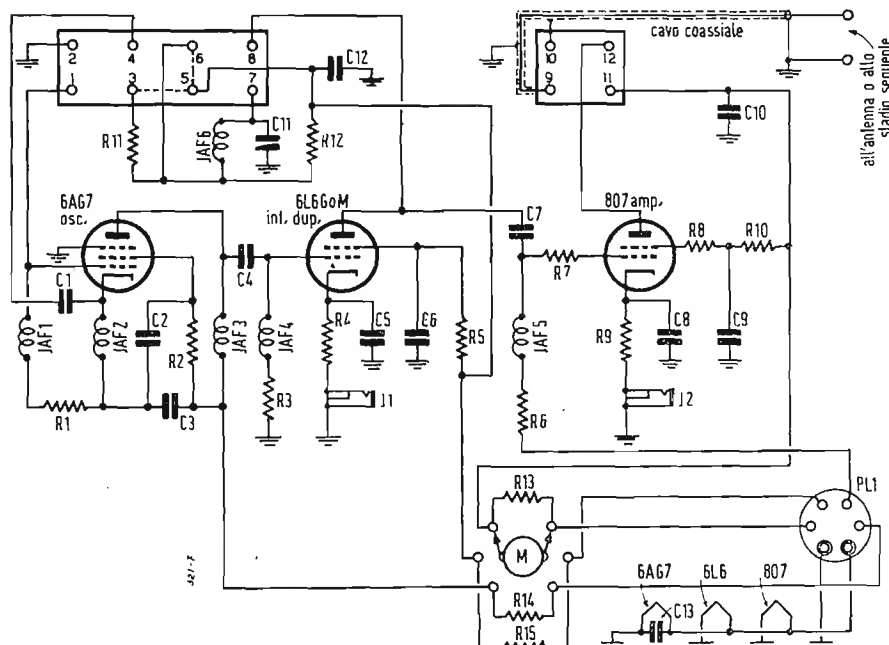 2 4 6 8
1 3 5 7
C12
10 12
9 11
cavo coassiale
all'antenna o allo
stadio seguente
R11
JAF6
C11
R12
C10
6AG7
osc.
6L6GoM
int. dup.
807 amp.
C7
R8 R10
R7
C1
C4
JAF1
JAF2
C2
R2
JAF3
JAF4
R4
C5
C6
R5
JAF5
R9
C8
C9
R1
C3
R3
J1
R6
J2
R13
PL1
M
R14
R15
6AG7 6L6 807
C13